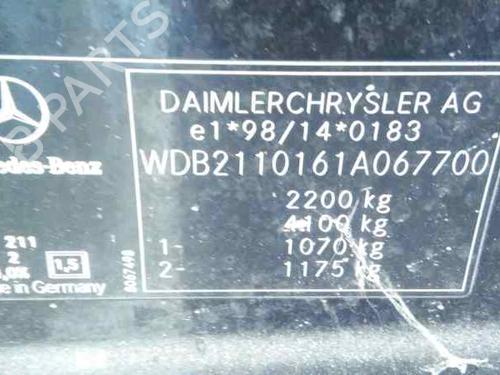 DAIMLERCHRYSLER AG
e1*98/14*0183
WDB2110161A067700
2200 kg
4100 kg
1- 1070 kg
2- 1175 kg
211
2
1,5
in Germany
PARTS